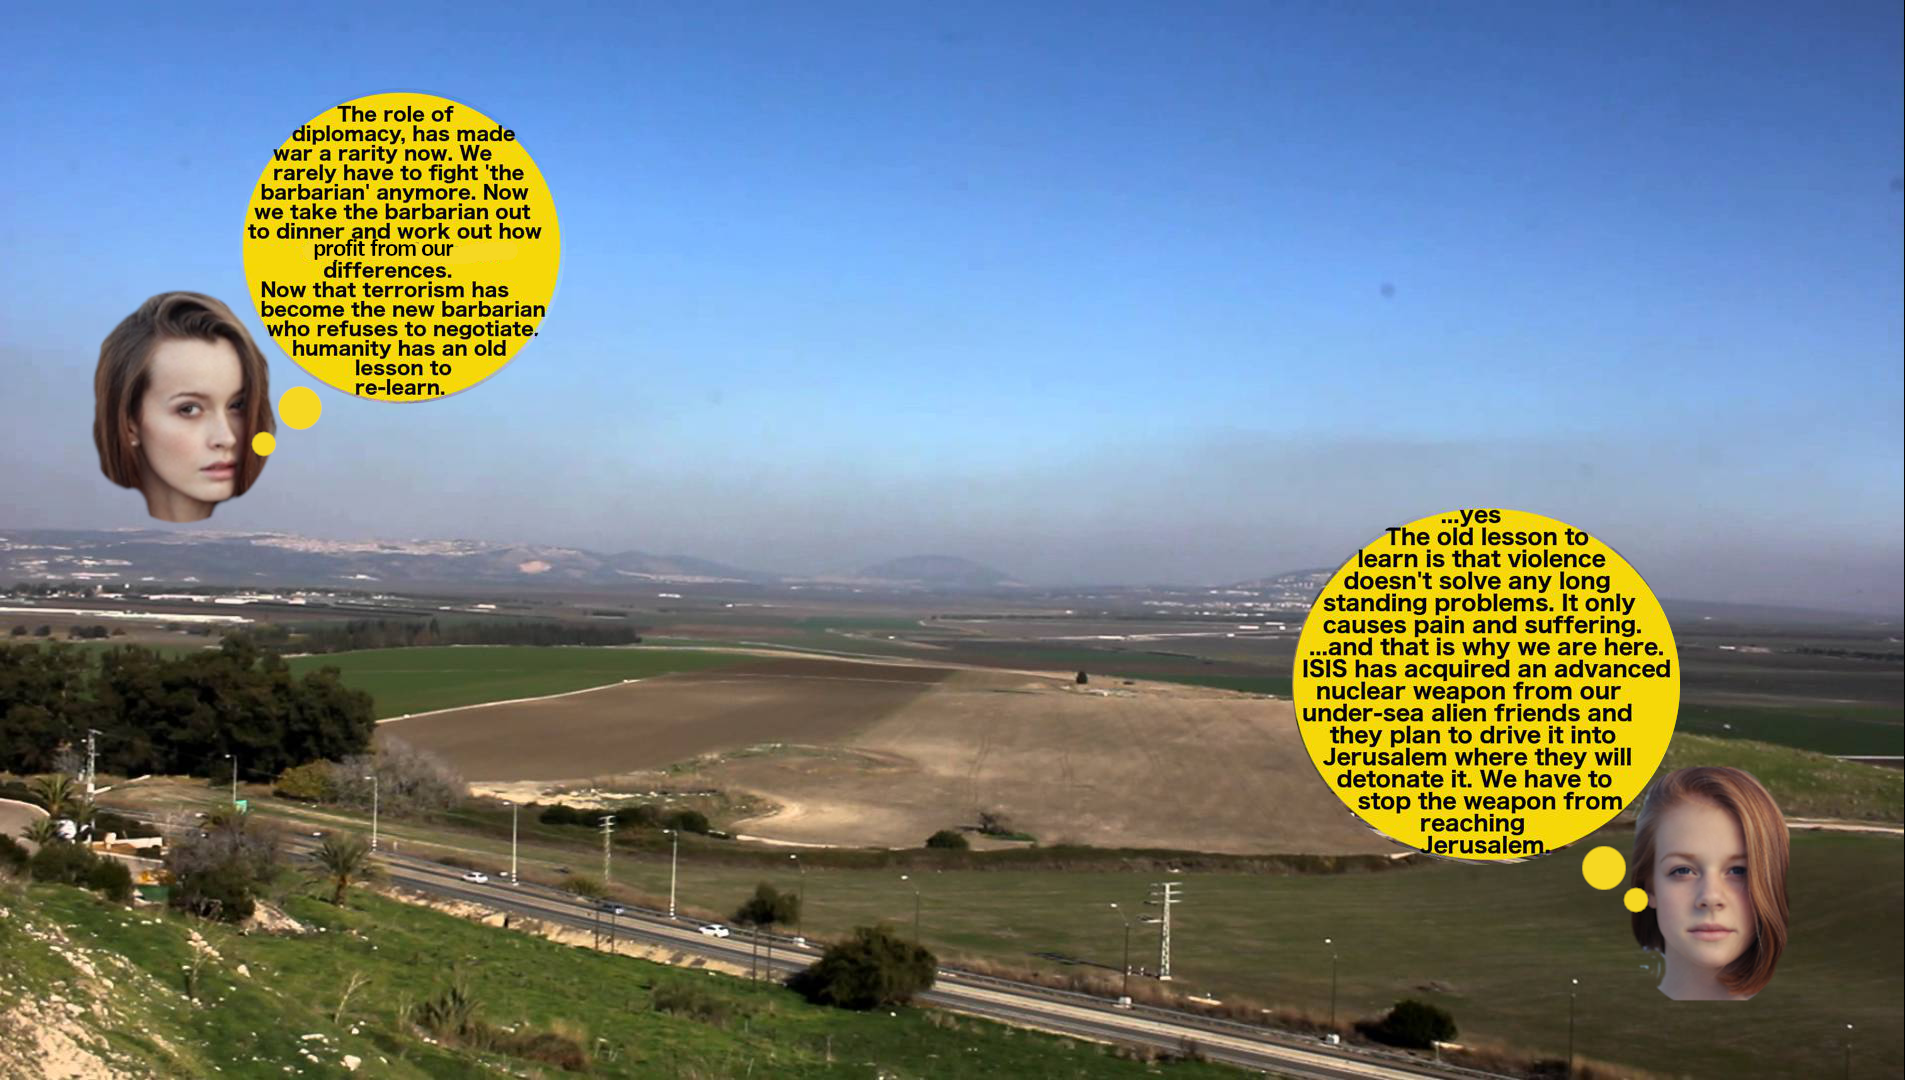 The role of
diplomacy, has made
war a rarity now. We
rarely have to fight 'the
barbarian' anymore. Now
we take the barbarian out
to dinner and work out how
profit from our
differences.
Now that terrorism has
become the new barbarian
who refuses to negotiate,
humanity has an old
lesson to
re-learn.
...yes
The old lesson to
learn is that violence
doesn't solve any long
standing problems. It only
causes pain and suffering.
...and that is why we are here.
ISIS has acquired an advanced
nuclear weapon from our
under-sea alien friends and
they plan to drive it into
Jerusalem where they will
detonate it. We have to
stop the weapon from
reaching
Jerusalem.